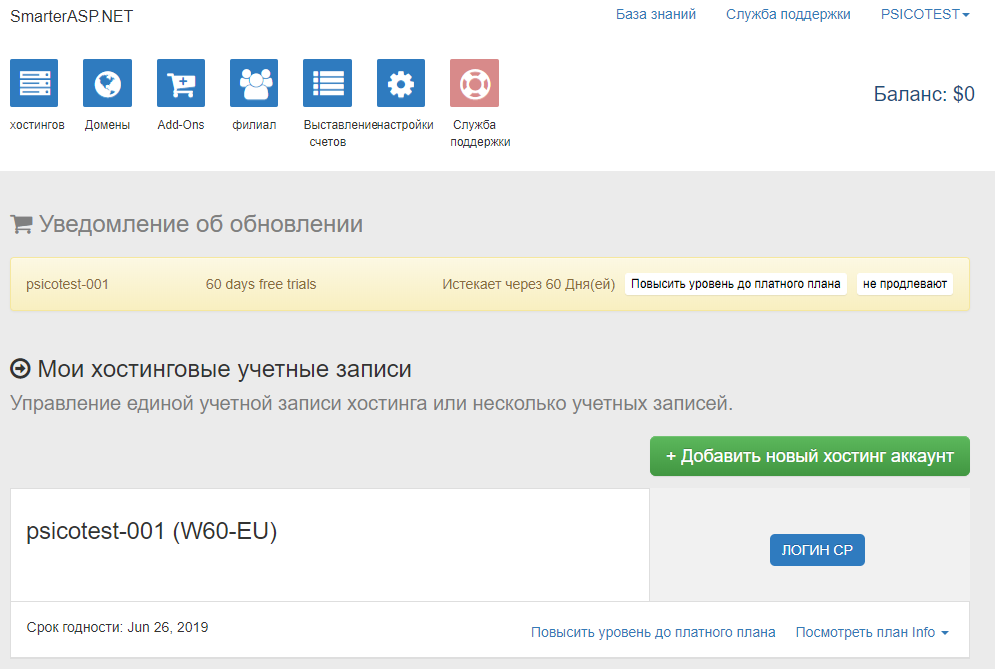 SmarterASP.NET
База знаний Служба поддержки PSICOTEST
Баланс: $0
хостингов Домены Add-Ons филиал Выставление счетов настройки Служба поддержки
Уведомление об обновлении
psicotest-001 60 days free trials Истекает через 60 Дня(ей) Повысить уровень до платного плана не продлевают
Мои хостинговые учетные записи
Управление единой учетной записи хостинга или несколько учетных записей.
+ Добавить новый хостинг аккаунт
psicotest-001 (W60-EU)
ЛОГИН CP
Срок годности: Jun 26, 2019
Повысить уровень до платного плана Посмотреть план Info